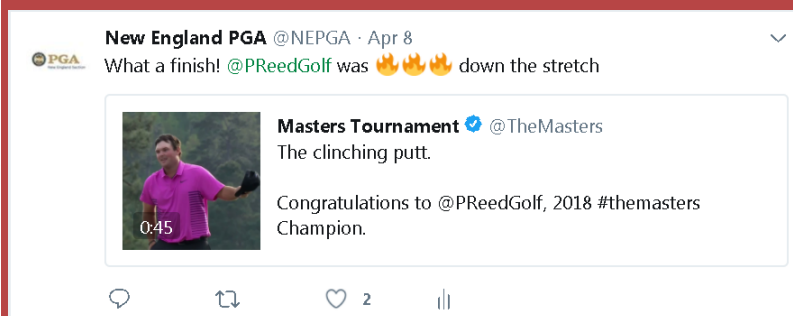 New England PGA @NEPGA · Apr 8
PGA
What a finish! @PReedGolf was 🔥🔥🔥 down the stretch
Masters Tournament @TheMasters
The clinching putt.
Congratulations to @PReedGolf, 2018 #themasters
Champion.
0:45
2